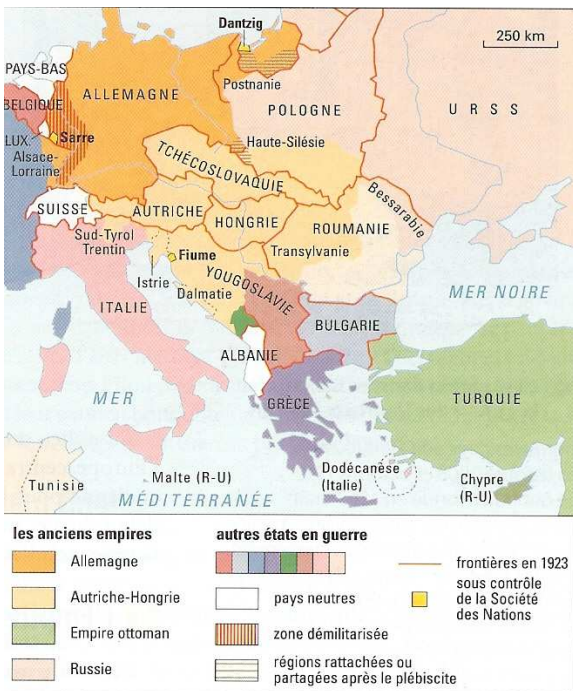 Dantzig
250 km
PAYS-BAS
ALLEMAGNE
Postnanie
BELGIQUE
POLOGNE
URSS
LUX.
Sarre
Haute-Silésie
Alsace-
Lorraine
TCHÉCOSLOVAQUIE
Bessarabie
SUISSE
AUTRICHE
HONGRIE
ROUMANIE
Sud-Tyrol
Trentin
Fiume
Transylvanie
Istrie
YOUGOSLAVIE
MER NOIRE
ITALIE
Dalmatie
BULGARIE
ALBANIE
MER
GRÈCE
TURQUIE
Tunisie
Malte (R-U)
Dodécanèse
(Italie)
Chypre
(R-U)
MÉDITERRANÉE
les anciens empires
Allemagne
Autriche-Hongrie
Empire ottoman
Russie
autres états en guerre
pays neutres
zone démilitarisée
régions rattachées ou
partagées après le plébiscite
frontières en 1923
sous contrôle
de la Société
des Nations